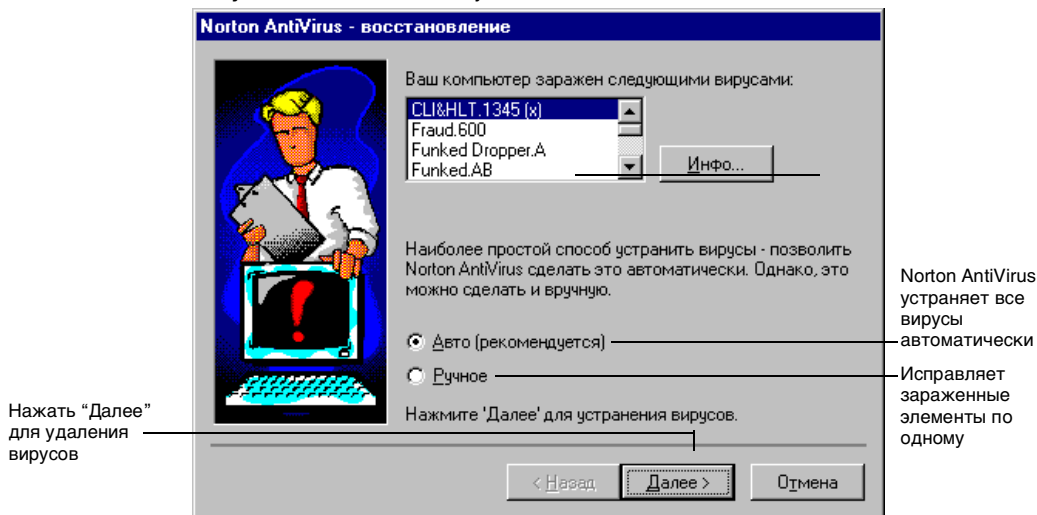 Norton AntiVirus - восстановление
Ваш компьютер заражен следующими вирусами:
CLI&HLT.1345 (x)
Fraud.600
Funked Dropper.A
Funked.AB
Инфо...
Наиболее простой способ устранить вирусы - позволить
Norton AntiVirus сделать это автоматически. Однако, это
можно сделать и вручную.
Авто (рекомендуется)
Ручное
Нажмите 'Далее' для устранения вирусов.
< Назад
Далее >
Отмена
Norton AntiVirus
устраняет все
вирусы
автоматически
Исправляет
зараженные
элементы по
одному
Нажать “Далее”
для удаления
вирусов